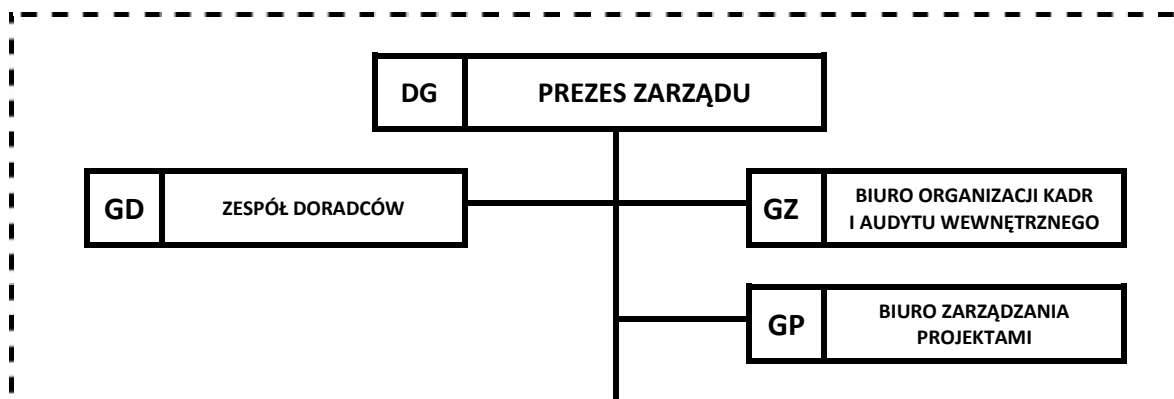 DG PREZES ZARZĄDU
GD ZESPÓŁ DORADCÓW
GZ BIURO ORGANIZACJI KADR
I AUDYTU WEWNĘTRZNEGO
GP BIURO ZARZĄDZANIA
PROJEKTAMI